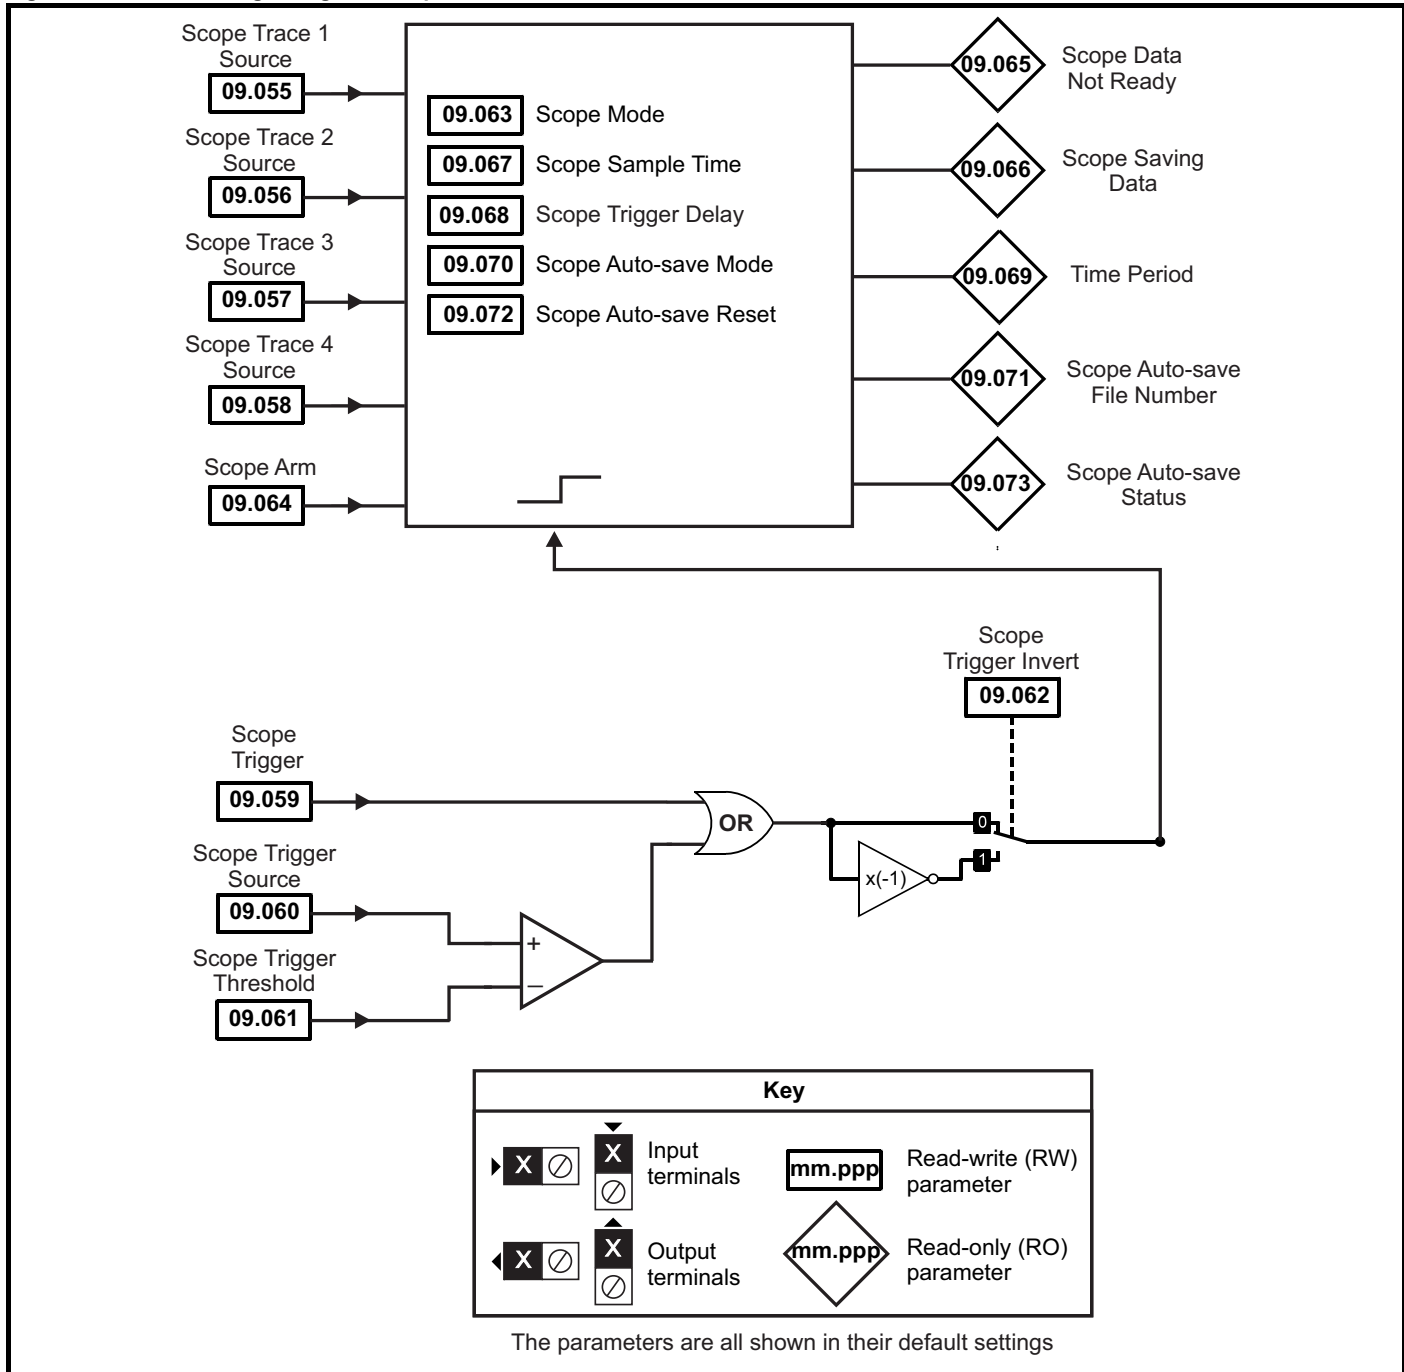 Scope Trace 1
Source
09.055
Scope Trace 2
Source
09.056
Scope Trace 3
Source
09.057
Scope Trace 4
Source
09.058
Scope Arm
09.064
09.063 Scope Mode
09.067 Scope Sample Time
09.068 Scope Trigger Delay
09.070 Scope Auto-save Mode
09.072 Scope Auto-save Reset
09.065
Scope Data
Not Ready
09.066
Scope Saving
Data
09.069
Time Period
09.071
Scope Auto-save
File Number
09.073
Scope Auto-save
Status
Scope
Trigger Invert
09.062
Scope
Trigger
09.059
OR
0
1
x(-1)
Scope Trigger
Source
09.060
+
Scope Trigger
Threshold
09.061
–
Key
X
X
Input
terminals
mm.ppp
Read-write (RW)
parameter
X
X
Output
terminals
mm.ppp
Read-only (RO)
parameter
The parameters are all shown in their default settings